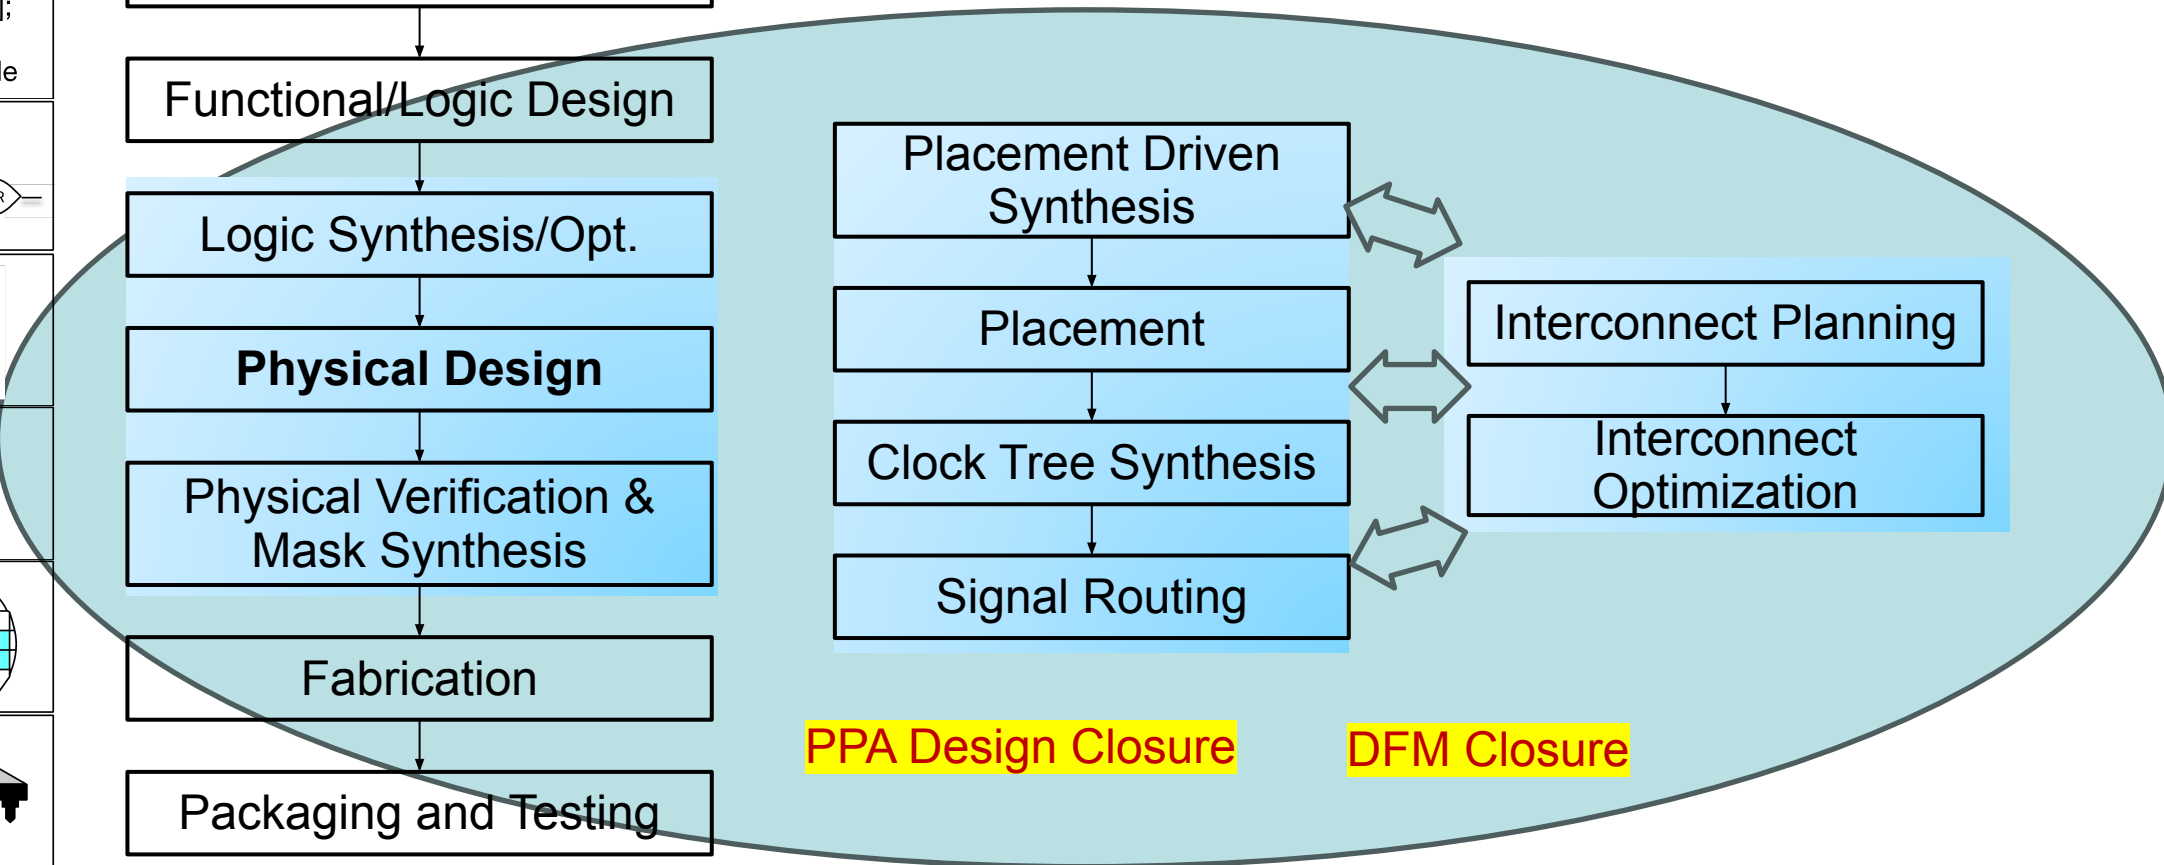 ];
le
R
Functional/Logic Design
Logic Synthesis/Opt.
Physical Design
Physical Verification &
Mask Synthesis
Fabrication
Packaging and Testing
Placement Driven
Synthesis
Placement
Clock Tree Synthesis
Signal Routing
Interconnect Planning
Interconnect
Optimization
PPA Design Closure
DFM Closure